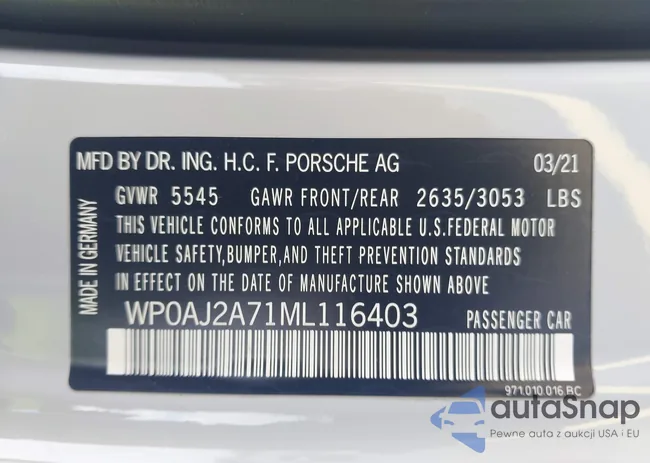 MFD BY DR. ING. H.C. F. PORSCHE AG 03/21
GVWR 5545 GAWR FRONT/REAR 2635/3053 LBS
THIS VEHICLE CONFORMS TO ALL APPLICABLE U.S.FEDERAL MOTOR
VEHICLE SAFETY,BUMPER,AND THEFT PREVENTION STANDARDS
IN EFFECT ON THE DATE OF MANUFACTURE SHOWN ABOVE
WP0AJ2A71ML116403 PASSENGER CAR
971.010.016.BC
MADE IN GERMANY
autoSnap
Pewne auta z aukcji USA i EU